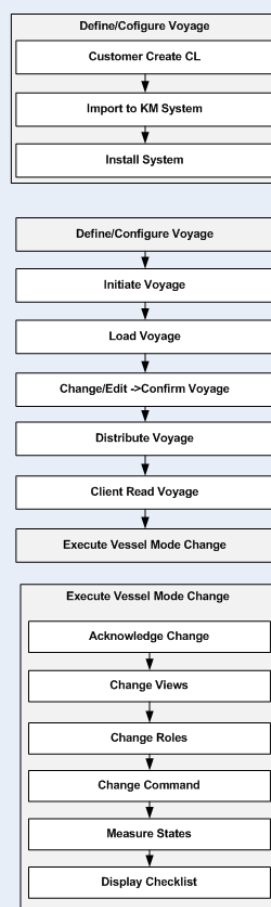 Define/Cofigure Voyage
Customer Create CL
Import to KM System
Install System
Define/Configure Voyage
Initiate Voyage
Load Voyage
Change/Edit ->Confirm Voyage
Distribute Voyage
Client Read Voyage
Execute Vessel Mode Change
Execute Vessel Mode Change
Acknowledge Change
Change Views
Change Roles
Change Command
Measure States
Display Checklist